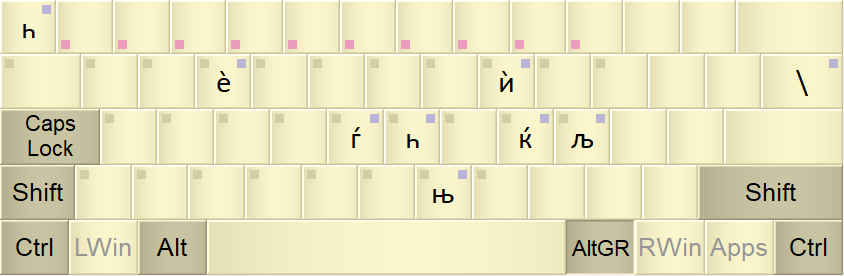 һ
ѐ ѝ \
Caps Lock ѓ һ ќ љ
Shift њ Shift
Ctrl LWin Alt AltGR RWin Apps Ctrl